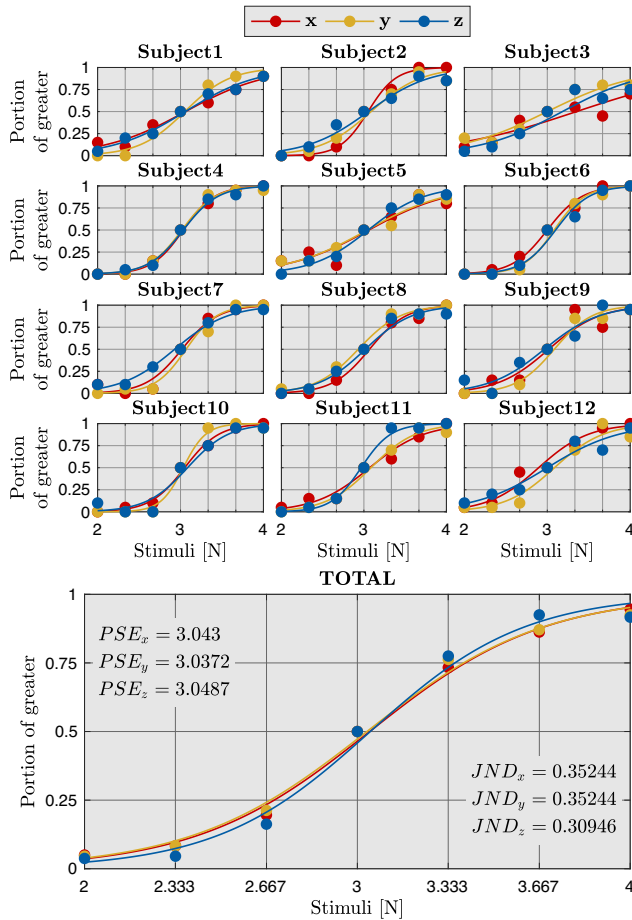 x y z
Subject1 Subject2 Subject3
1
0.75
0.5
0.25
0
Portion
of greater
Subject4 Subject5 Subject6
1
0.75
0.5
0.25
0
Portion
of greater
Subject7 Subject8 Subject9
1
0.75
0.5
0.25
0
Portion
of greater
Subject10 Subject11 Subject12
1
0.75
0.5
0.25
0
Portion
of greater
2 3 4 2 3 4 2 3 4
Stimuli [N] Stimuli [N] Stimuli [N]
TOTAL
1
0.75
0.5
0.25
0
Portion of greater
PSE_x = 3.043
PSE_y = 3.0372
PSE_z = 3.0487
JND_x = 0.35244
JND_y = 0.35244
JND_z = 0.30946
2 2.333 2.667 3 3.333 3.667 4
Stimuli [N]